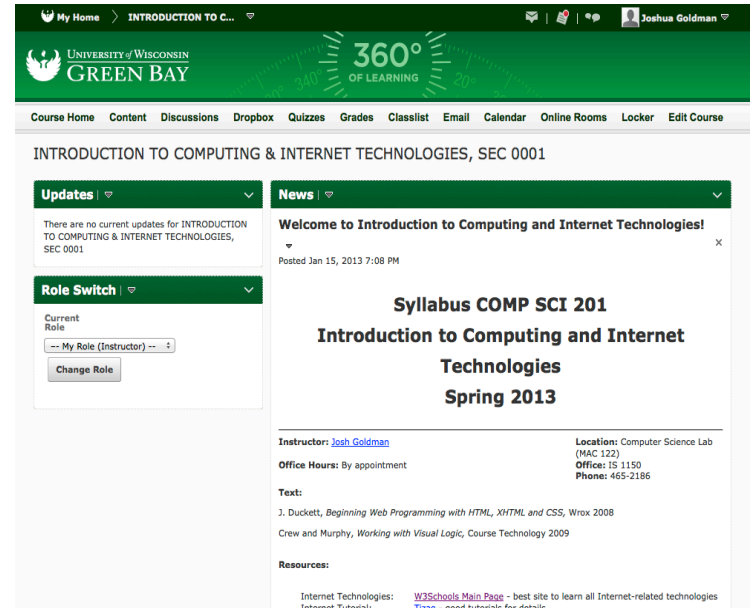 My Home > INTRODUCTION TO C...
Joshua Goldman
UNIVERSITY of WISCONSIN
GREEN BAY
340° 360° 20°
OF LEARNING
Course Home Content Discussions Dropbox Quizzes Grades Classlist Email Calendar Online Rooms Locker Edit Course
INTRODUCTION TO COMPUTING & INTERNET TECHNOLOGIES, SEC 0001
Updates
There are no current updates for INTRODUCTION
TO COMPUTING & INTERNET TECHNOLOGIES,
SEC 0001
Role Switch
Current
Role
-- My Role (Instructor) --
Change Role
News
Welcome to Introduction to Computing and Internet Technologies!
Posted Jan 15, 2013 7:08 PM
Syllabus COMP SCI 201
Introduction to Computing and Internet
Technologies
Spring 2013
Instructor: Josh Goldman
Office Hours: By appointment
Location: Computer Science Lab
(MAC 122)
Office: IS 1150
Phone: 465-2186
Text:
J. Duckett, Beginning Web Programming with HTML, XHTML and CSS, Wrox 2008
Crew and Murphy, Working with Visual Logic, Course Technology 2009
Resources:
Internet Technologies: W3Schools Main Page - best site to learn all Internet-related technologies
Internet Tutorial: Tizag - good tutorials for details